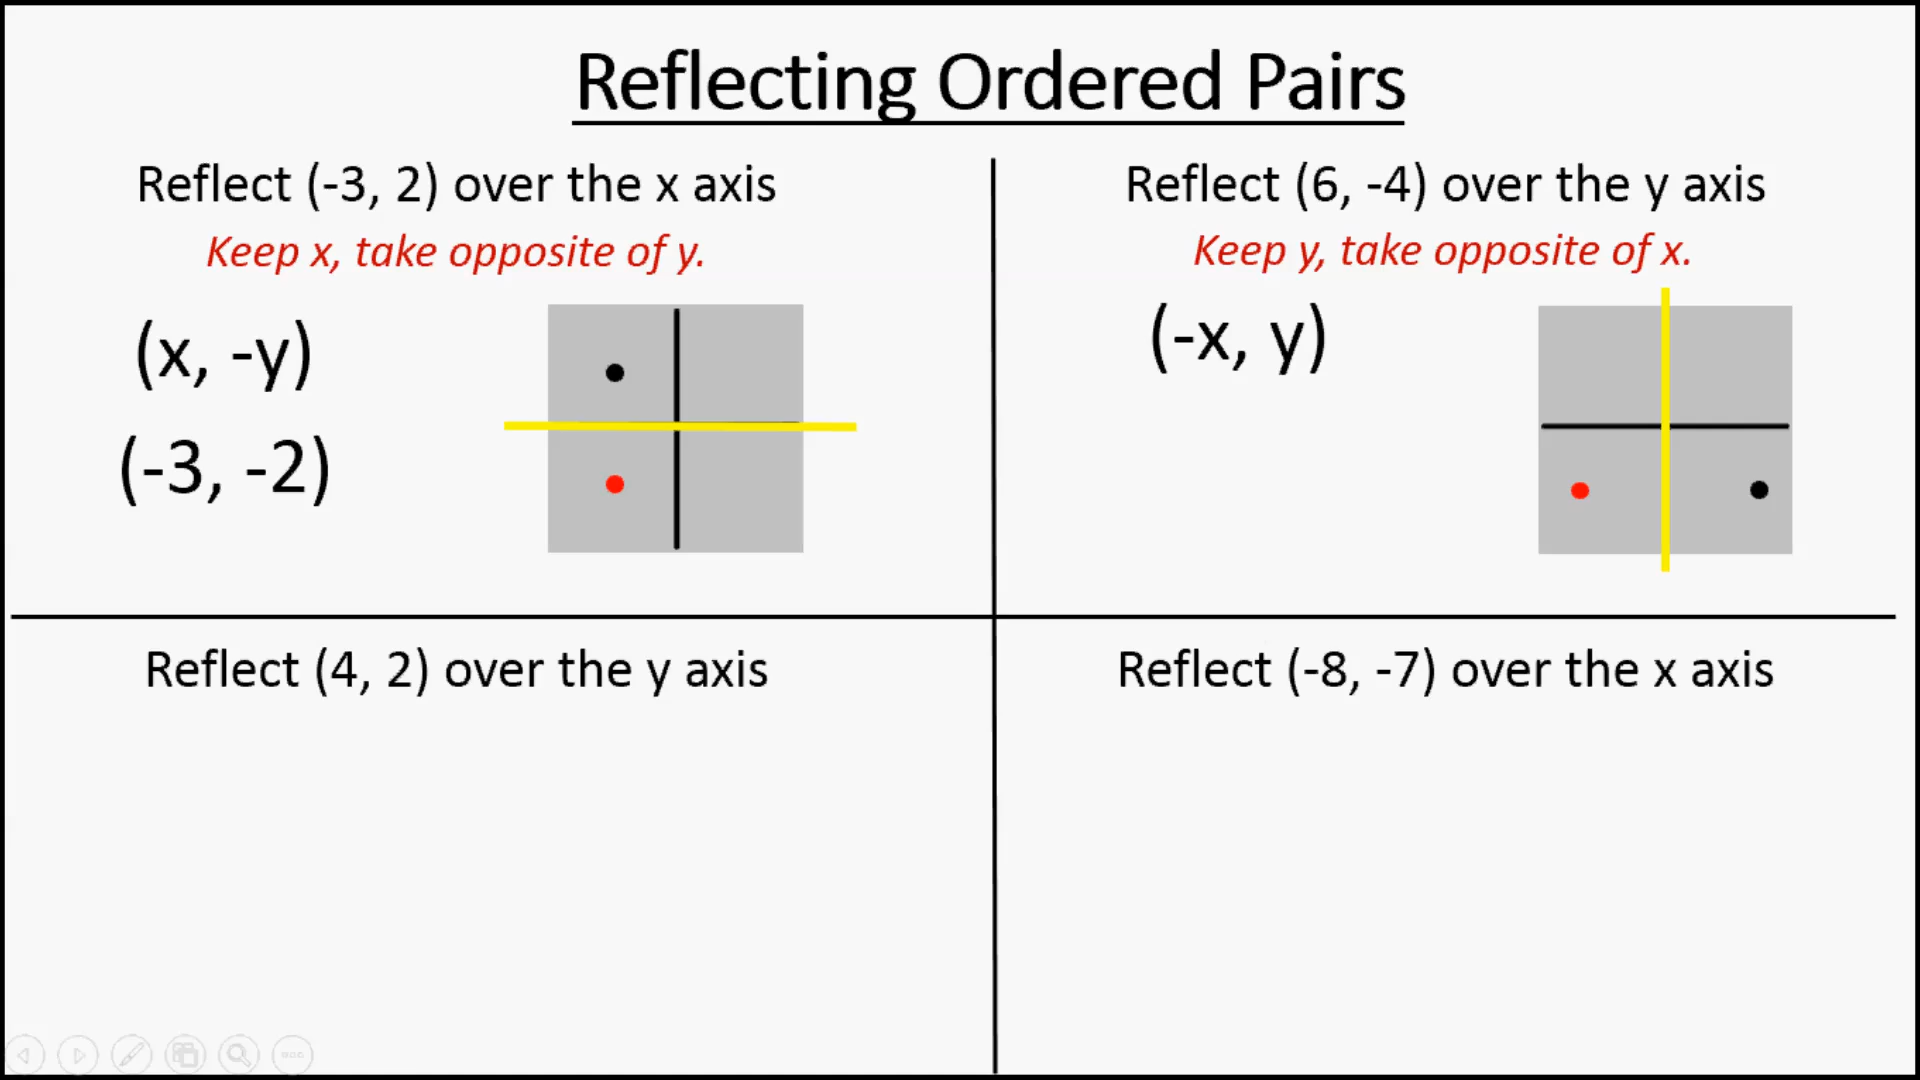 Reflecting Ordered Pairs
Reflect (-3, 2) over the x axis
Keep x, take opposite of y.
(x, -y)
(-3, -2)
Reflect (6, -4) over the y axis
Keep y, take opposite of x.
(-x, y)
Reflect (4, 2) over the y axis
Reflect (-8, -7) over the x axis